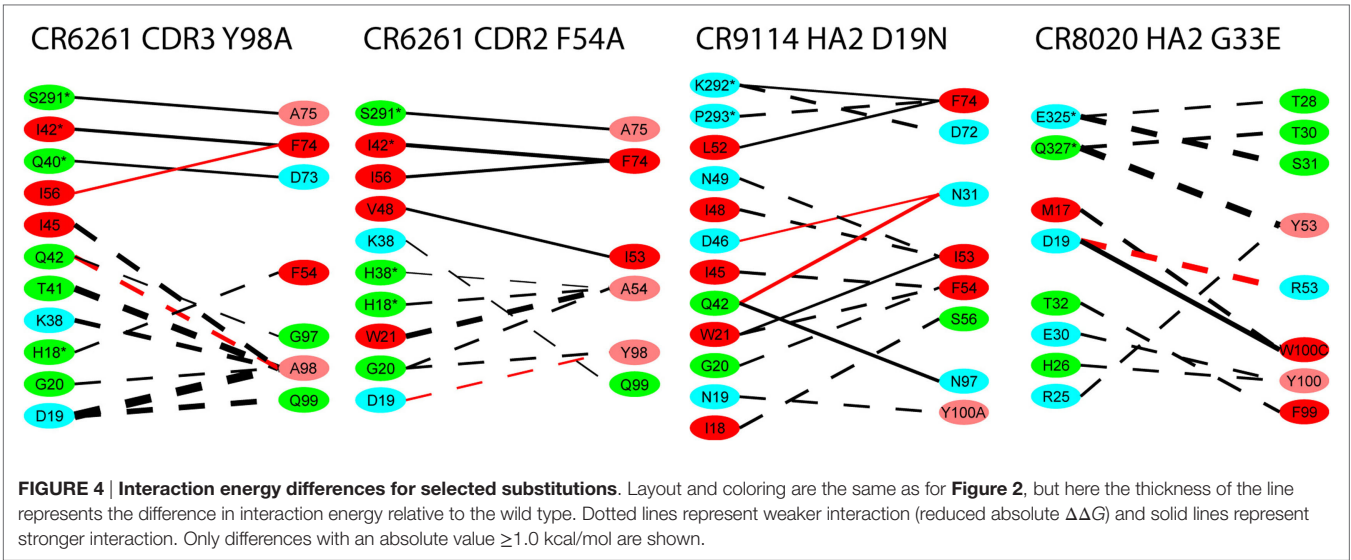 CR6261 CDR3 Y98A
S291*
I42*
Q40*
I56
I45
Q42
T41
K38
H18*
G20
D19
A75
F74
D73
F54
G97
A98
Q99
CR6261 CDR2 F54A
S291*
I42*
I56
V48
K38
H38*
H18*
W21
G20
D19
A75
F74
I53
A54
Y98
Q99
CR9114 HA2 D19N
K292*
P293*
L52
N49
I48
D46
I45
Q42
W21
G20
N19
I18
F74
D72
N31
I53
F54
S56
N97
Y100A
CR8020 HA2 G33E
E325*
Q327*
M17
D19
T32
E30
H26
R25
T28
T30
S31
Y53
R53
W100C
Y100
F99
FIGURE 4 | Interaction energy differences for selected substitutions. Layout and coloring are the same as for Figure 2, but here the thickness of the line
represents the difference in interaction energy relative to the wild type. Dotted lines represent weaker interaction (reduced absolute ΔΔG) and solid lines represent
stronger interaction. Only differences with an absolute value ≥1.0 kcal/mol are shown.